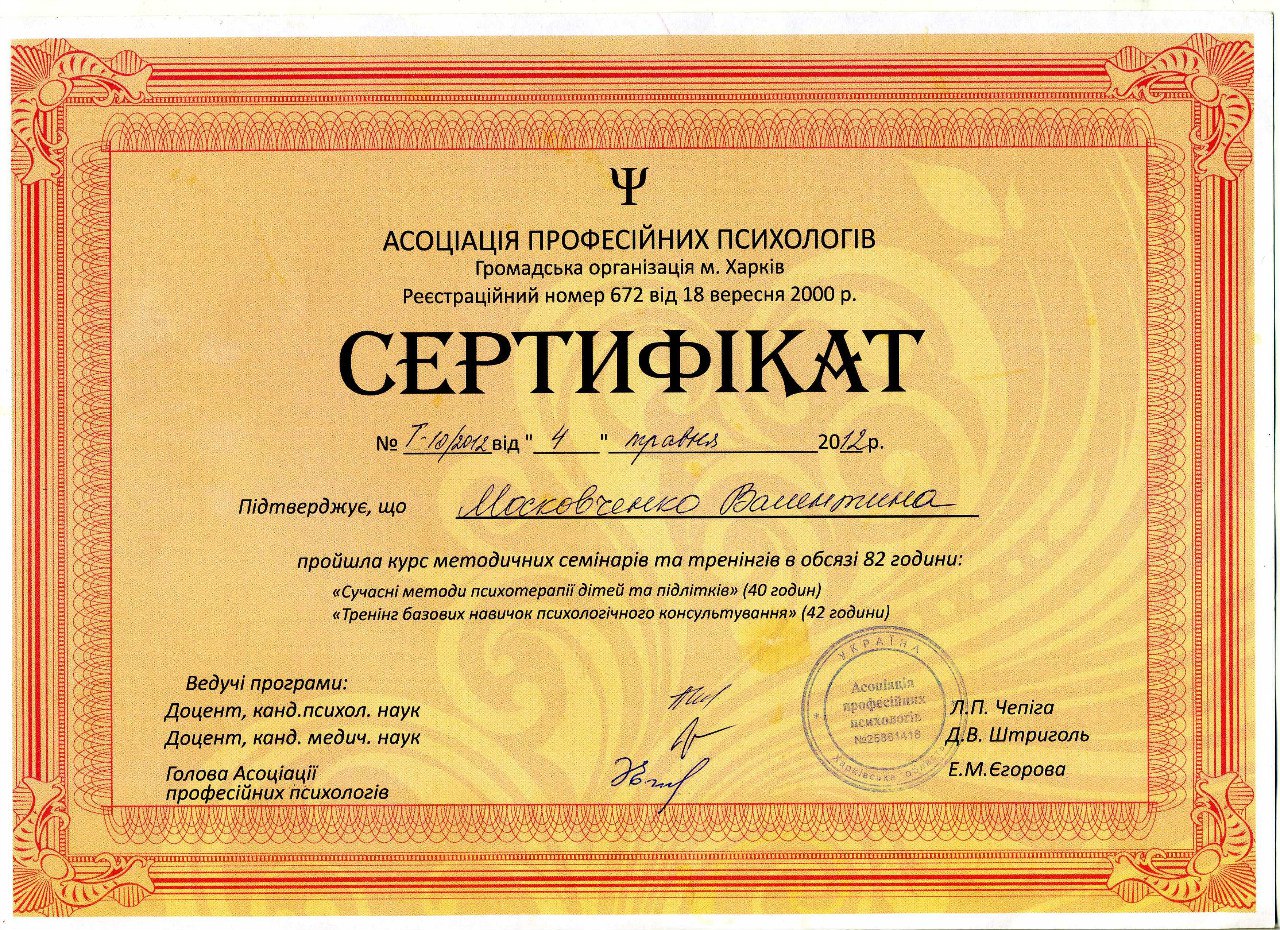 Ψ
АСОЦІАЦІЯ ПРОФЕСІЙНИХ ПСИХОЛОГІВ
Громадська організація м. Харків
Реєстраційний номер 672 від 18 вересня 2000 р.
СЕРТИФІКАТ
№ Т-10/2012 від " 4 " травня 2012 р.
Підтверджує, що Московченко Валентина
пройшла курс методичних семінарів та тренінгів в обсязі 82 години:
«Сучасні методи психотерапії дітей та підлітків» (40 годин)
«Тренінг базових навичок психологічного консультування» (42 години)
УКРАЇНА
Асоціація
професійних
психологів
№25861418
Харківська
Ведучі програми:
Доцент, канд.психол. наук Л.П. Чепіга
Доцент, канд. медич. наук Д.В. Штриголь
Голова Асоціації
професійних психологів Е.М.Єгорова